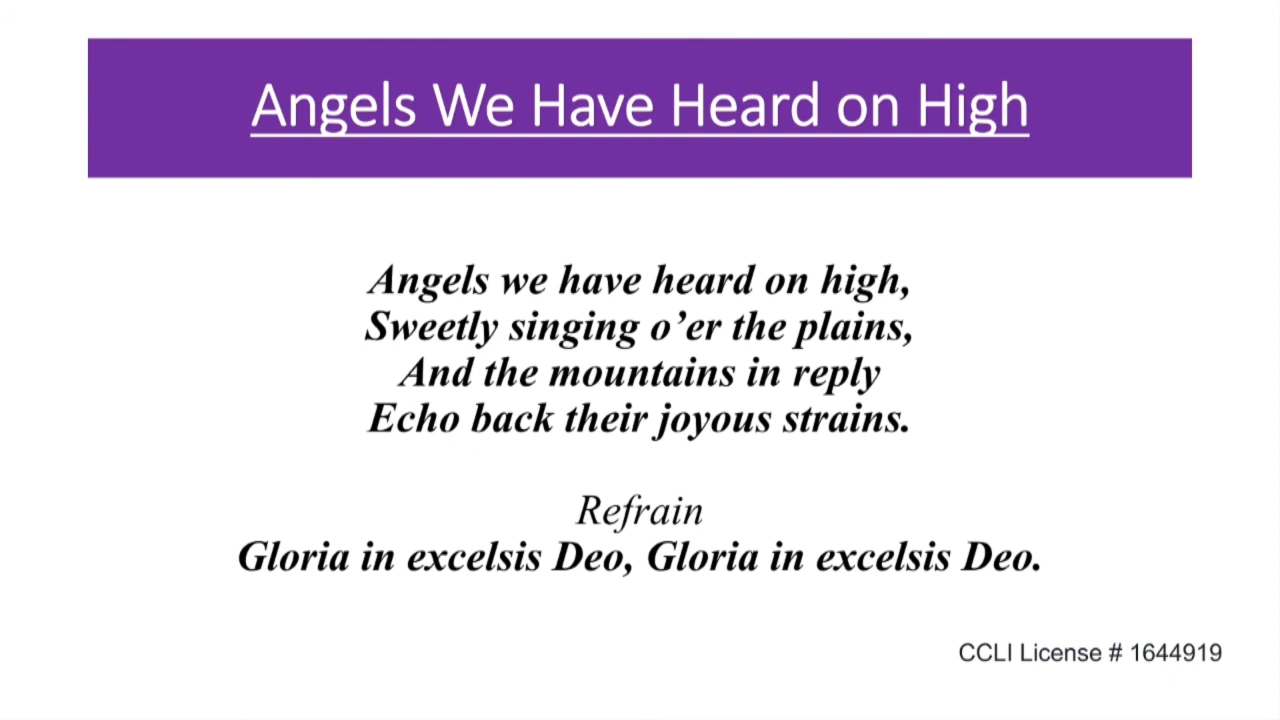 Angels We Have Heard on High
Angels we have heard on high,
Sweetly singing o’er the plains,
And the mountains in reply
Echo back their joyous strains.
Refrain
Gloria in excelsis Deo, Gloria in excelsis Deo.
CCLI License # 1644919